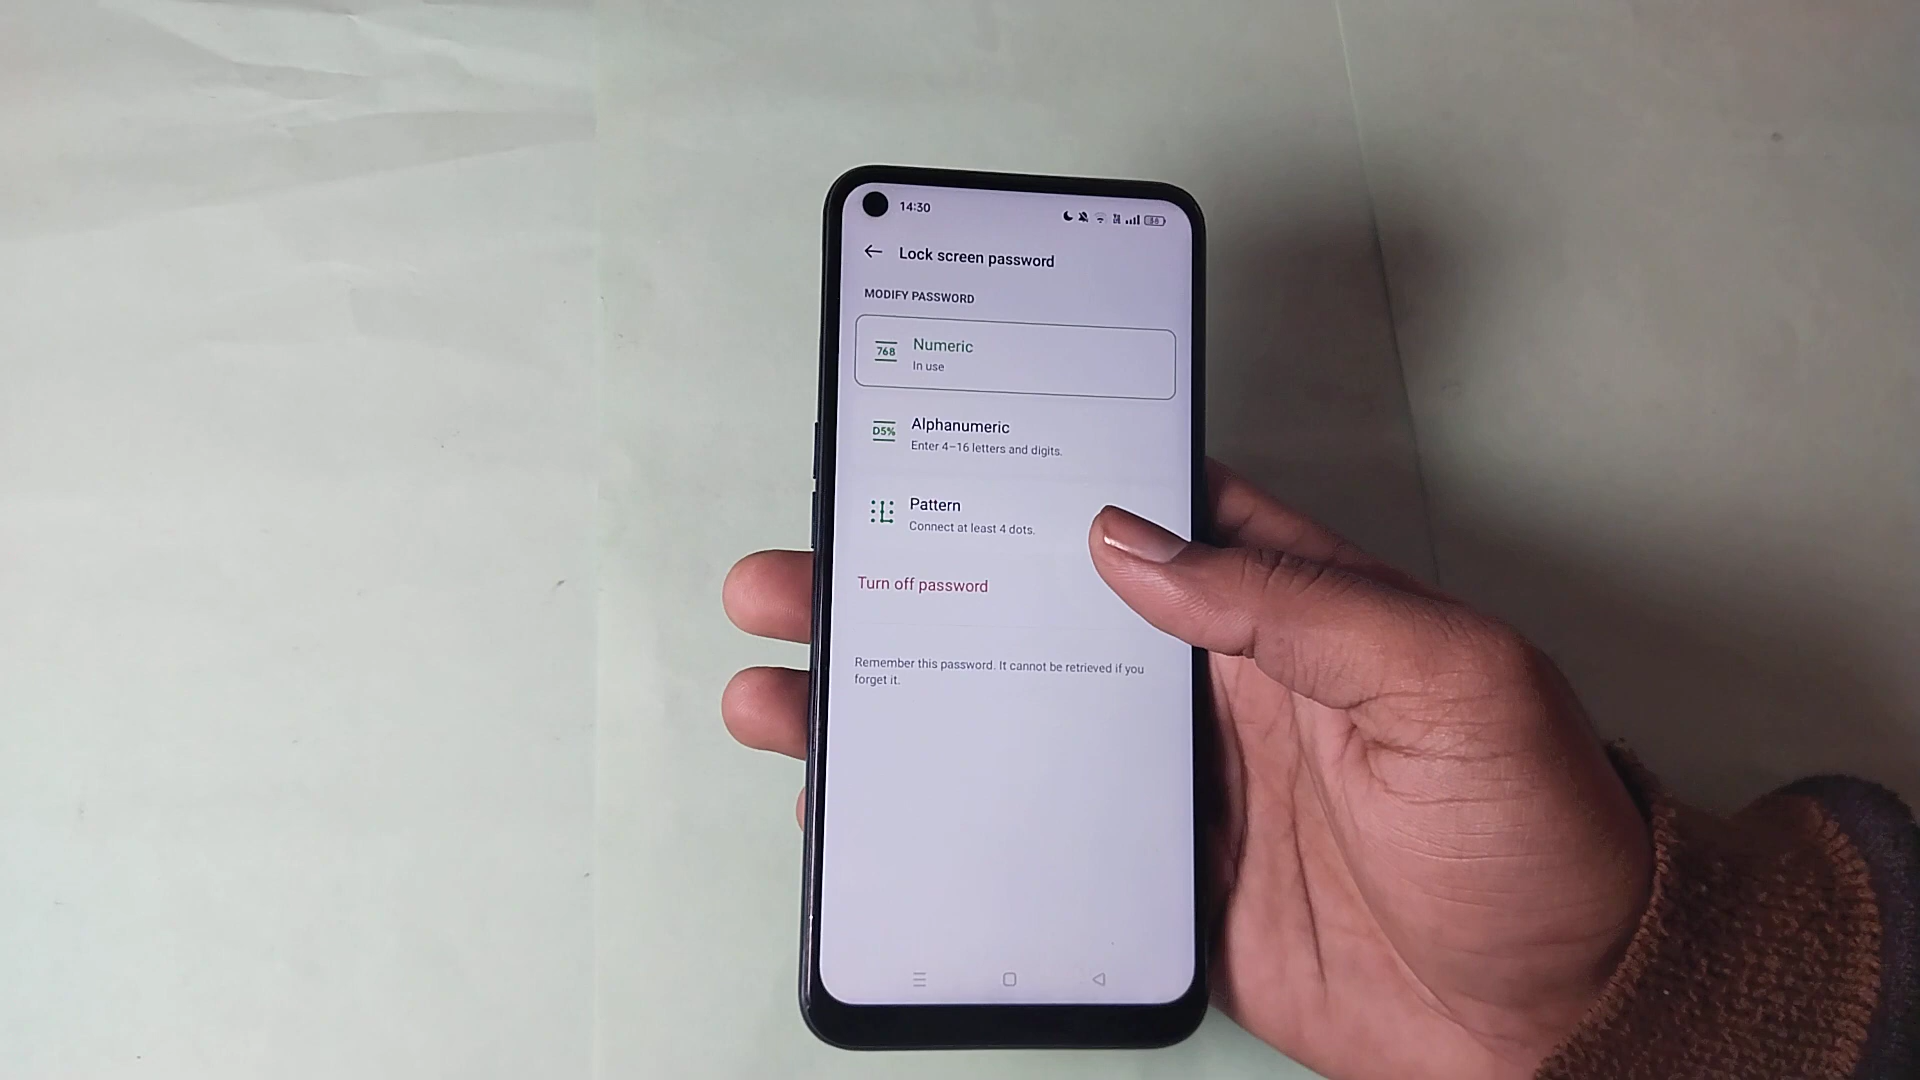 14:30
Lock screen password
MODIFY PASSWORD
768
Numeric
In use
D5%
Alphanumeric
Enter 4–16 letters and digits.
Pattern
Connect at least 4 dots.
Turn off password
Remember this password. It cannot be retrieved if you
forget it.